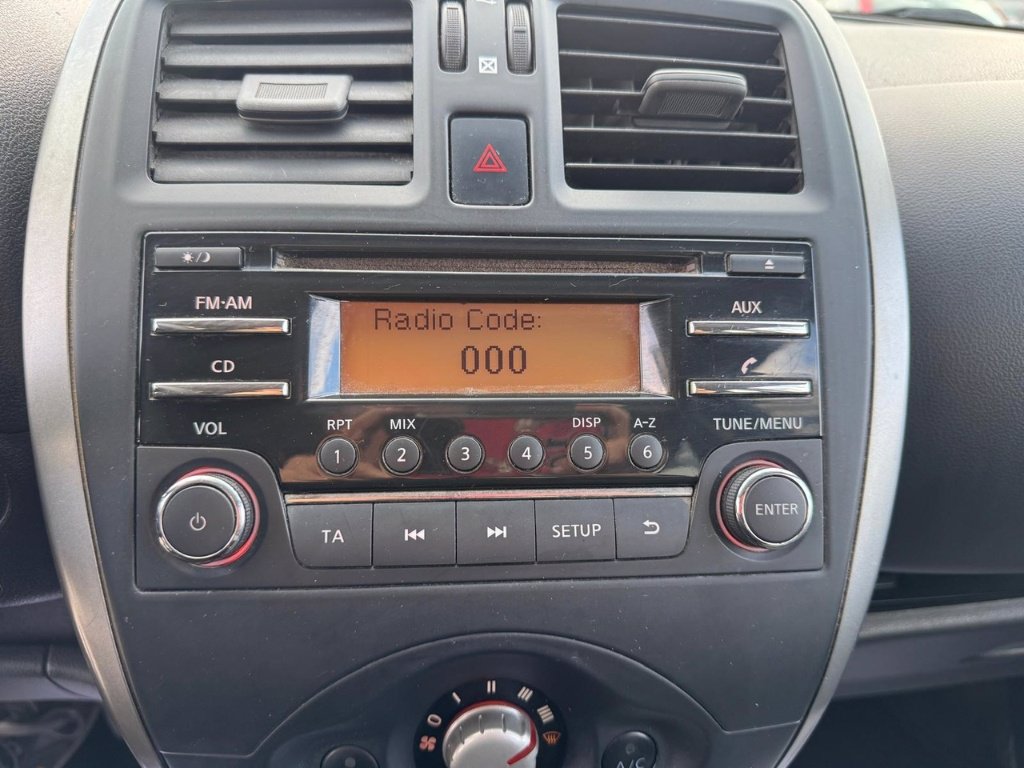 FM·AM
Radio Code:
AUX
CD
000
VOL
RPT
MIX
DISP
A-Z
TUNE/MENU
1
2
3
4
5
6
TA
SETUP
ENTER
0
A/C